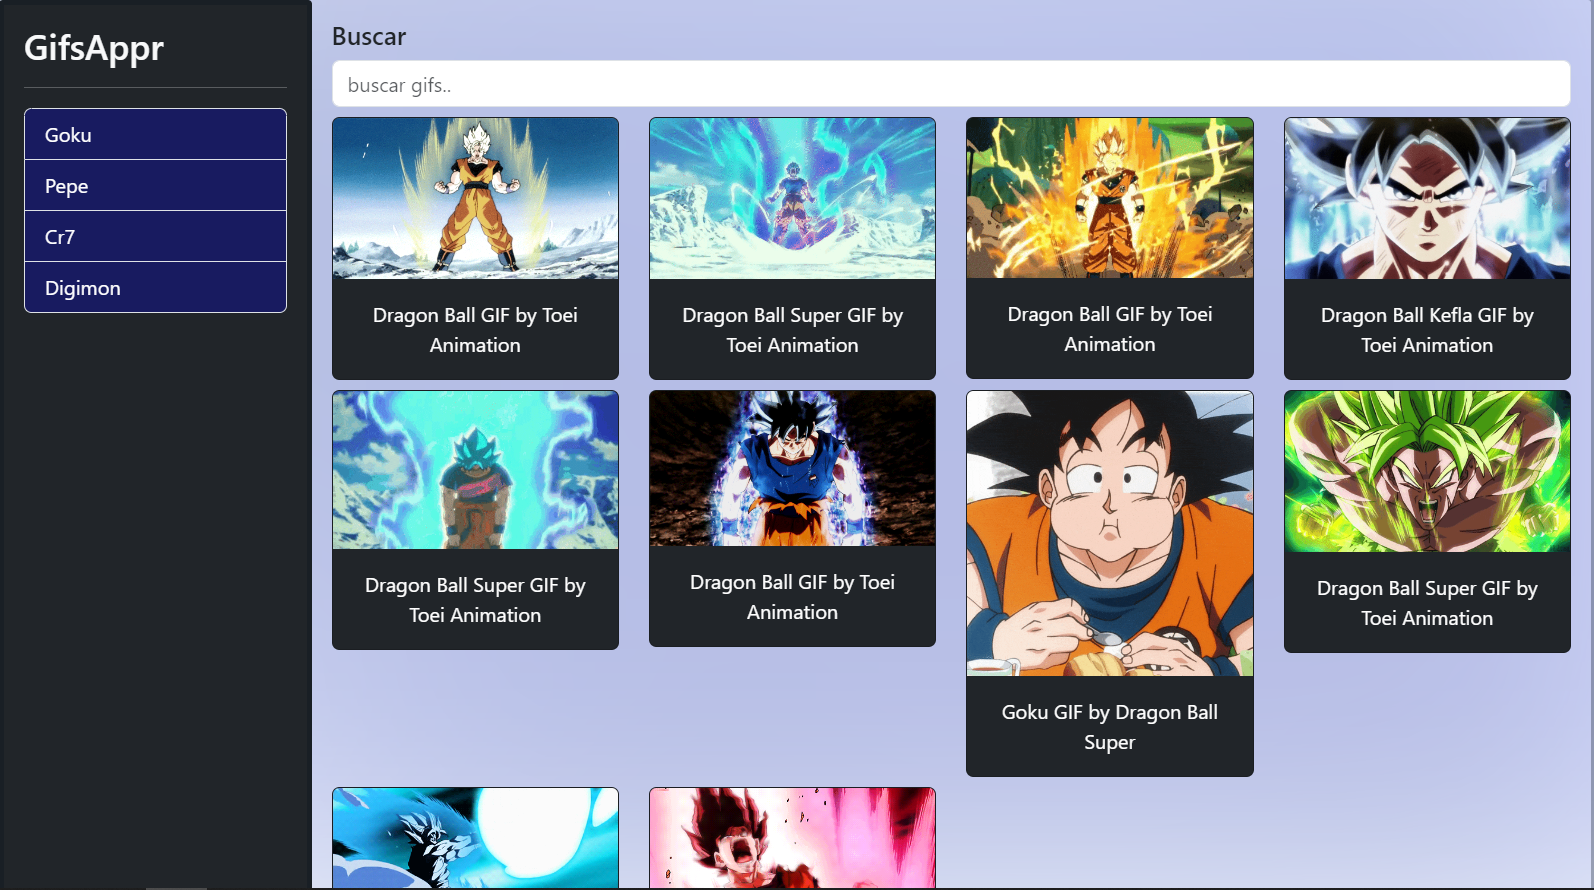 GifsAppr
Goku
Pepe
Cr7
Digimon
Buscar
buscar gifs..
Dragon Ball GIF by Toei
Animation
Dragon Ball Super GIF by
Toei Animation
Dragon Ball GIF by Toei
Animation
Dragon Ball Kefla GIF by
Toei Animation
Dragon Ball Super GIF by
Toei Animation
Dragon Ball GIF by Toei
Animation
Goku GIF by Dragon Ball
Super
Dragon Ball Super GIF by
Toei Animation